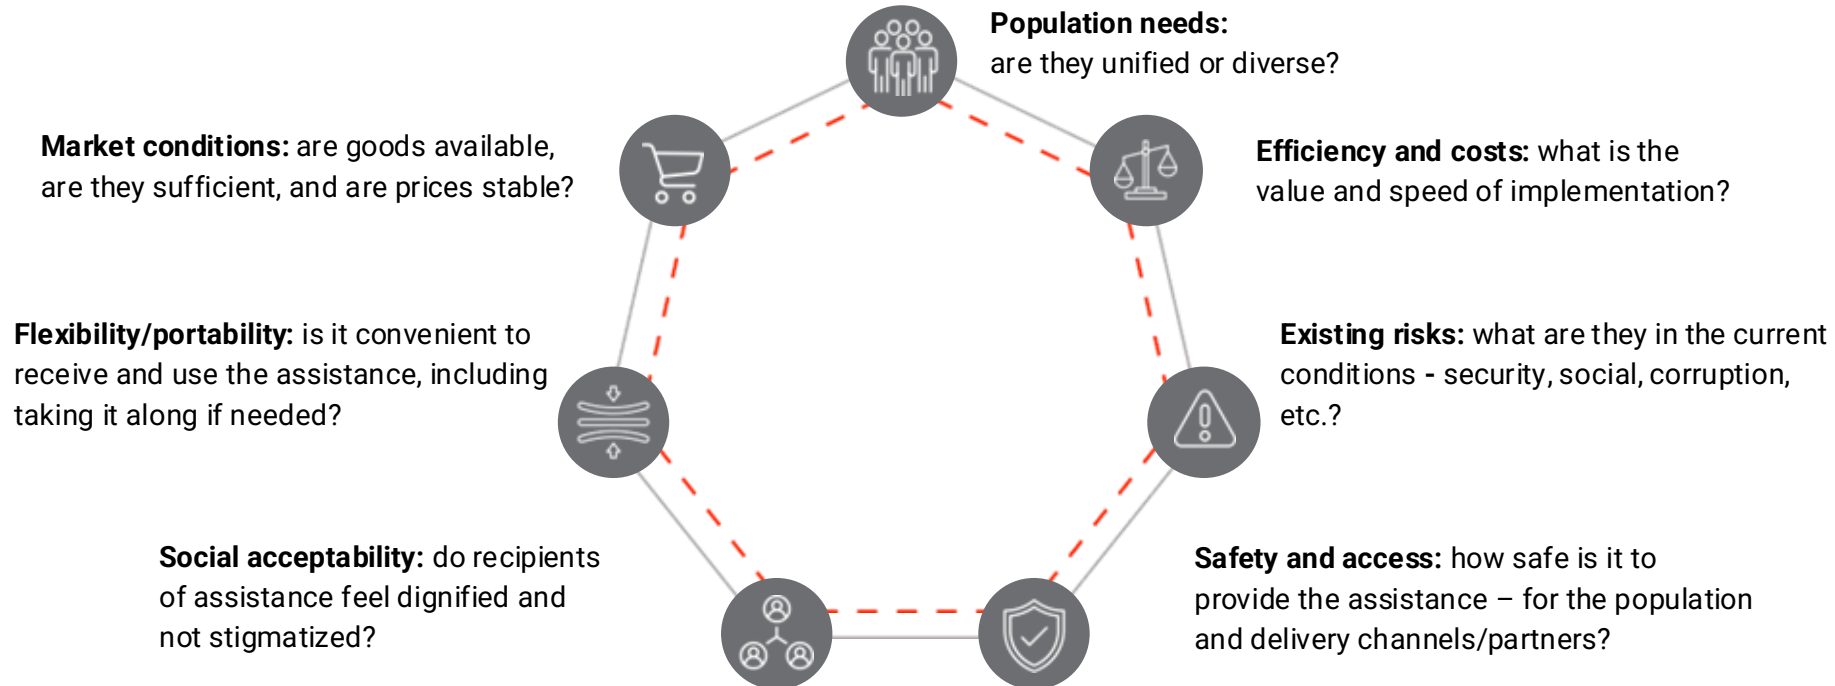 Population needs:
are they unified or diverse?
Market conditions: are goods available,
are they sufficient, and are prices stable?
Efficiency and costs: what is the
value and speed of implementation?
Flexibility/portability: is it convenient to
receive and use the assistance, including
taking it along if needed?
Existing risks: what are they in the current
conditions - security, social, corruption,
etc.?
Social acceptability: do recipients
of assistance feel dignified and
not stigmatized?
Safety and access: how safe is it to
provide the assistance – for the population
and delivery channels/partners?